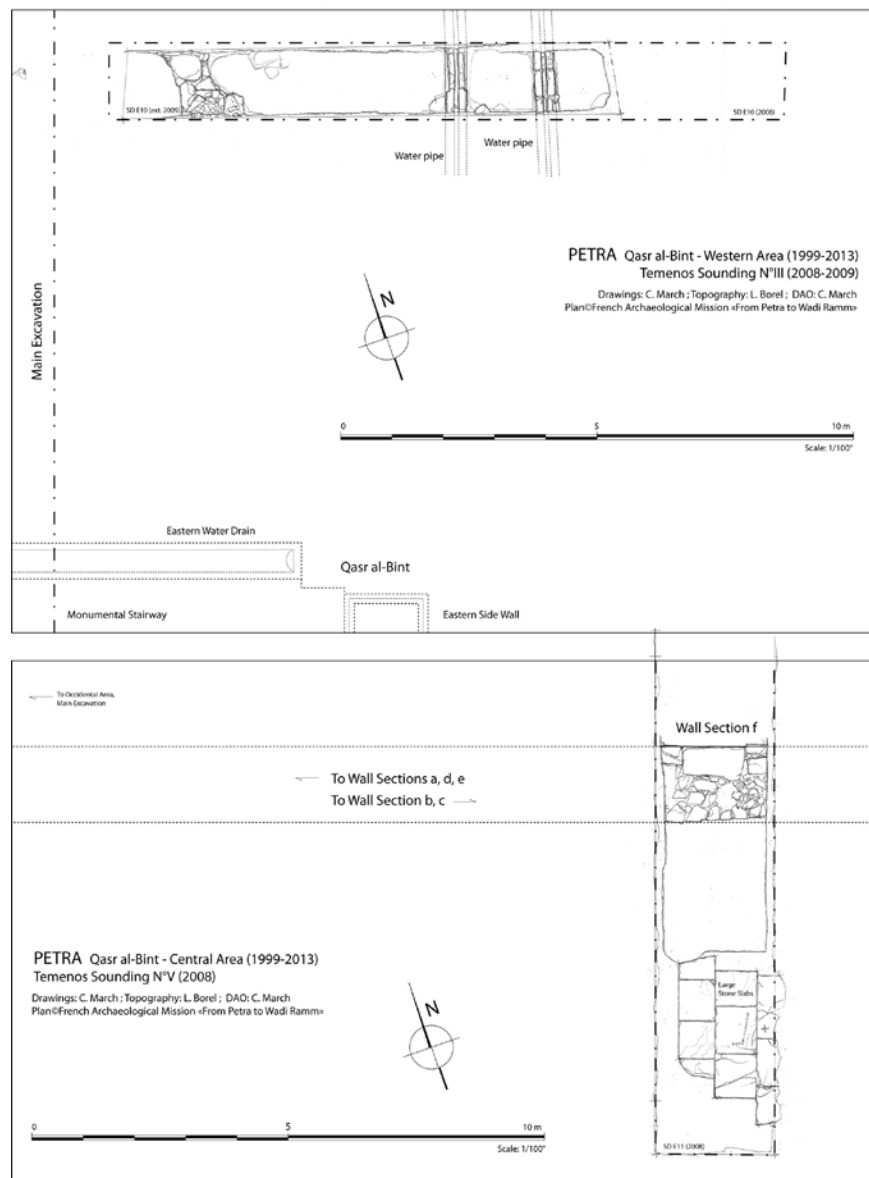 SD E10 (ext. 2009)
SD E10 (2008)
Water pipe
Water pipe
Main Excavation
PETRA Qasr al-Bint - Western Area (1999-2013)
Temenos Sounding N°III (2008-2009)
Drawings: C. March ; Topography: L. Borel ; DAO: C. March
Plan©French Archaeological Mission «From Petra to Wadi Ramm»
N
0 5 10 m
Scale: 1/100°
Eastern Water Drain
Qasr al-Bint
Monumental Stairway
Eastern Side Wall
To Occidental Area,
Main Excavation
Wall Section f
To Wall Sections a, d, e
To Wall Section b, c
PETRA Qasr al-Bint - Central Area (1999-2013)
Temenos Sounding N°V (2008)
Drawings: C. March ; Topography: L. Borel ; DAO: C. March
Plan©French Archaeological Mission «From Petra to Wadi Ramm»
Large
Stone Slabs
N
0 5 10 m
Scale: 1/100°
SD E11 (2008)